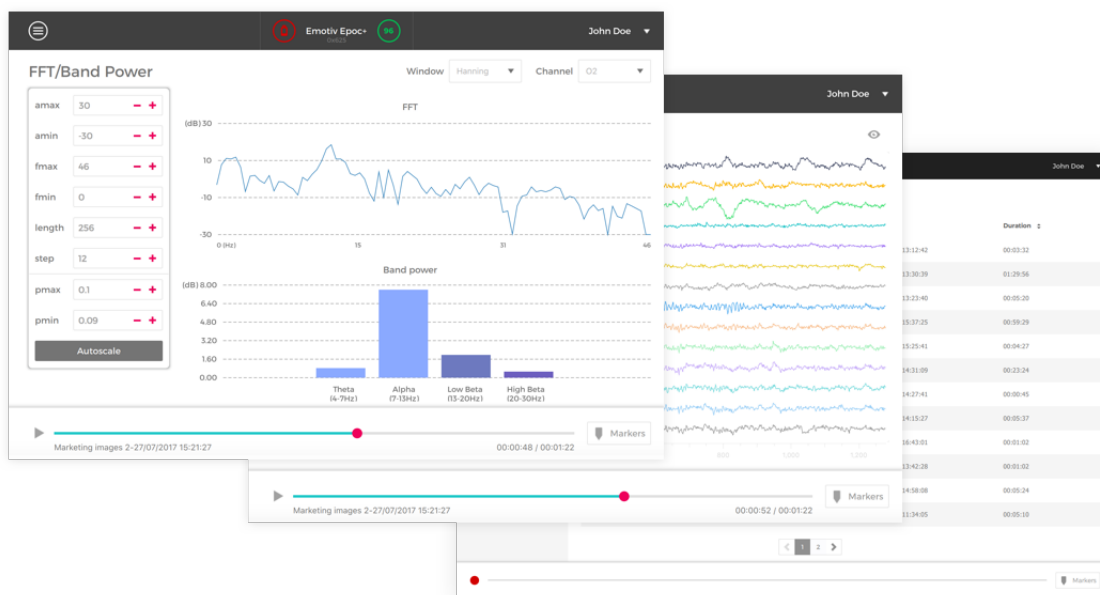 Emotiv Epoc+
0x625
96
John Doe
FFT/Band Power
Window
Hanning
Channel
O2
amax 30
amin -30
fmax 46
fmin 0
length 256
step 12
pmax 0.1
pmin 0.09
Autoscale
FFT
(dB) 30
10
-10
-30
0 (Hz) 15 31 46
Band power
(dB) 8.00
6.40
4.80
3.20
1.60
0.00
Theta Alpha Low Beta High Beta
(4-7Hz) (7-13Hz) (13-20Hz) (20-30Hz)
Marketing images 2-27/07/2017 15:21:27
00:00:48 / 00:01:22
Markers
John Doe
800 1,000 1,200
Marketing images 2-27/07/2017 15:21:27
00:00:52 / 00:01:22
Markers
John Doe
Duration
13:12:42 00:03:32
13:30:39 01:29:56
13:23:40 00:05:20
15:37:25 00:59:29
15:25:41 00:04:27
14:31:09 00:23:24
14:27:41 00:00:45
14:15:27 00:05:37
16:43:01 00:01:02
13:42:28 00:01:02
14:58:08 00:05:24
11:34:05 00:05:10
1 2
Markers